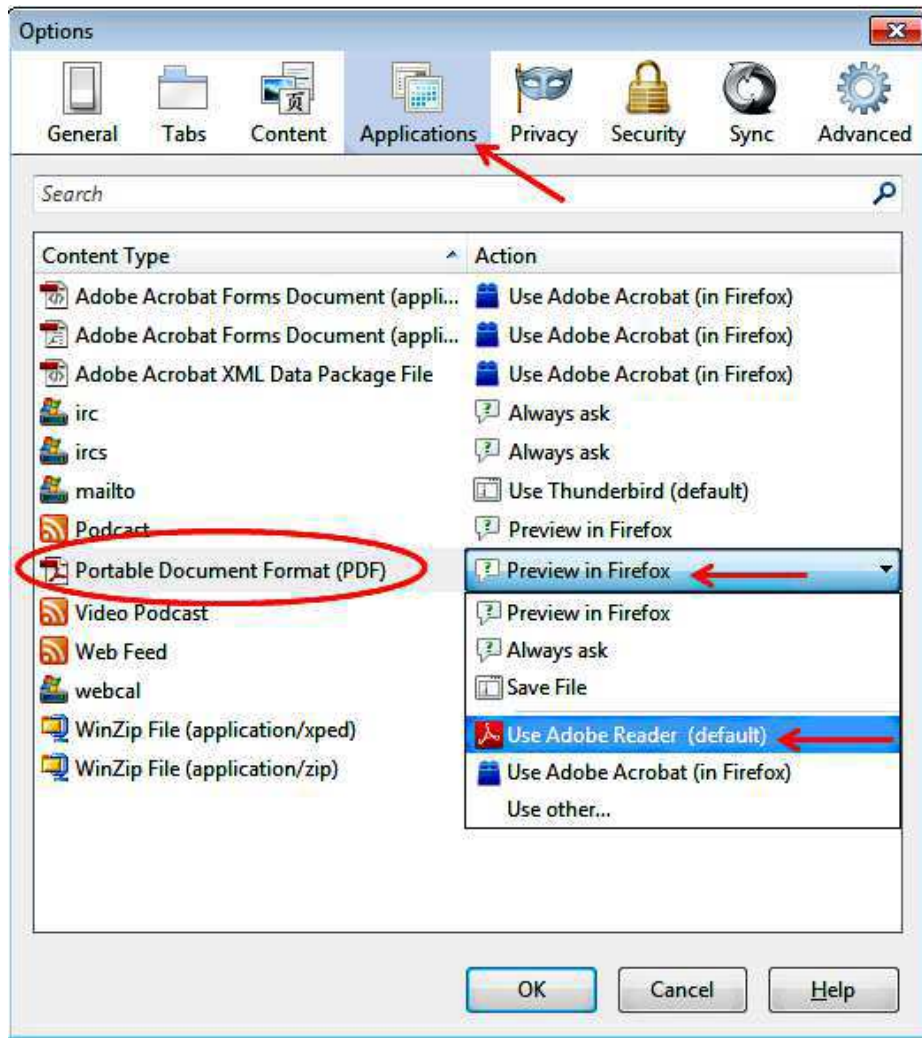 Options
General Tabs Content Applications Privacy Security Sync Advanced
页
Search
Content Type Action
Adobe Acrobat Forms Document (appli... Use Adobe Acrobat (in Firefox)
Adobe Acrobat Forms Document (appli... Use Adobe Acrobat (in Firefox)
Adobe Acrobat XML Data Package File Use Adobe Acrobat (in Firefox)
irc Always ask
ircs Always ask
mailto Use Thunderbird (default)
Podcast Preview in Firefox
Portable Document Format (PDF) Preview in Firefox
Video Podcast Preview in Firefox
Web Feed Always ask
webcal Save File
WinZip File (application/xped) Use Adobe Reader (default)
WinZip File (application/zip) Use Adobe Acrobat (in Firefox)
Use other...
OK Cancel Help